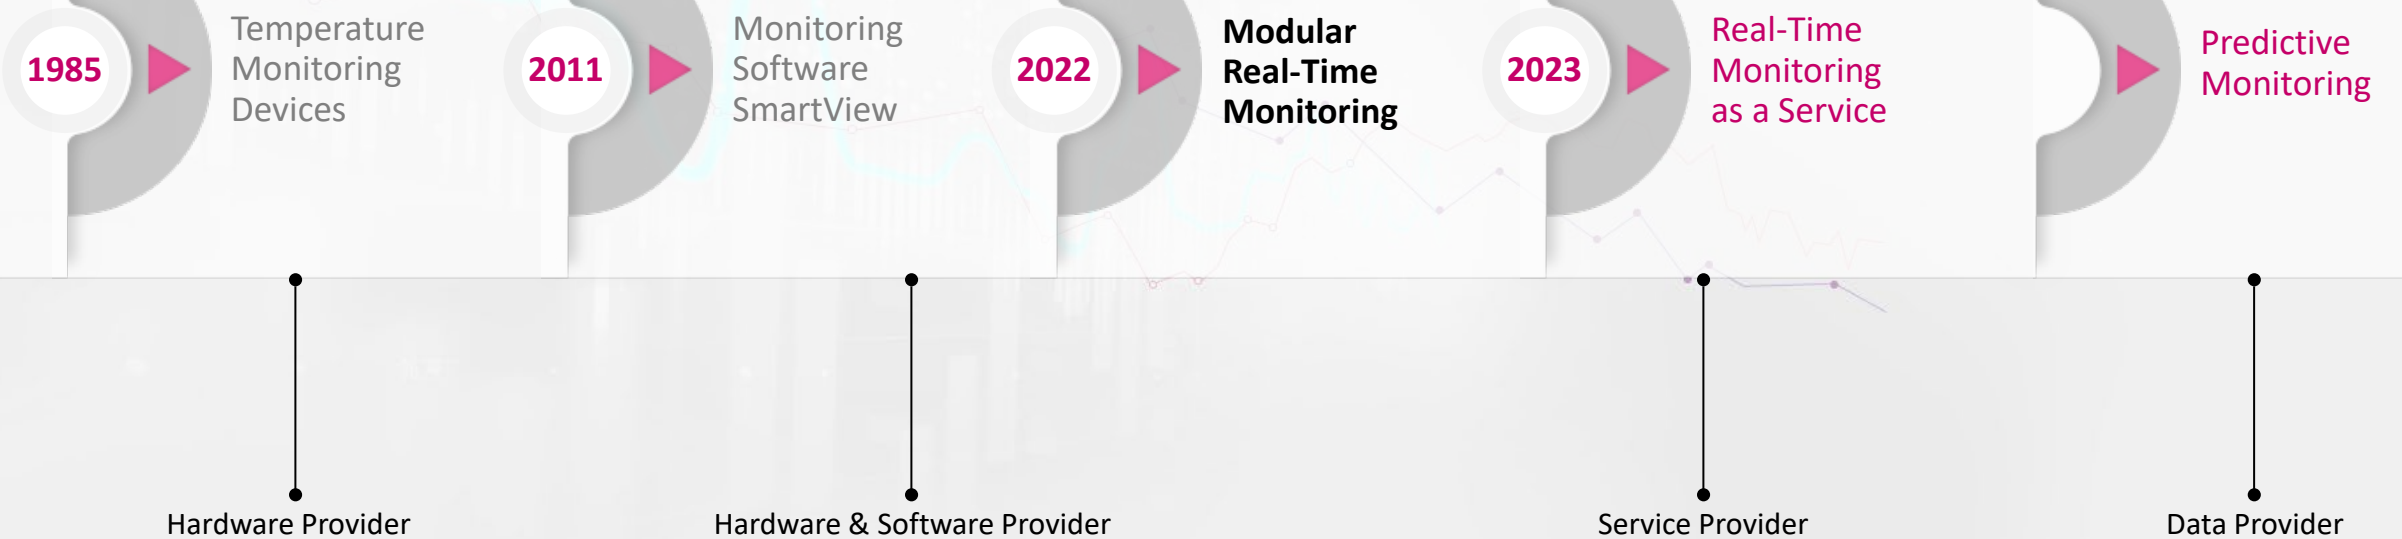 1985
Temperature
Monitoring
Devices
2011
Monitoring
Software
SmartView
2022
Modular
Real-Time
Monitoring
2023
Real-Time
Monitoring
as a Service
Predictive
Monitoring
Hardware Provider
Hardware & Software Provider
Service Provider
Data Provider